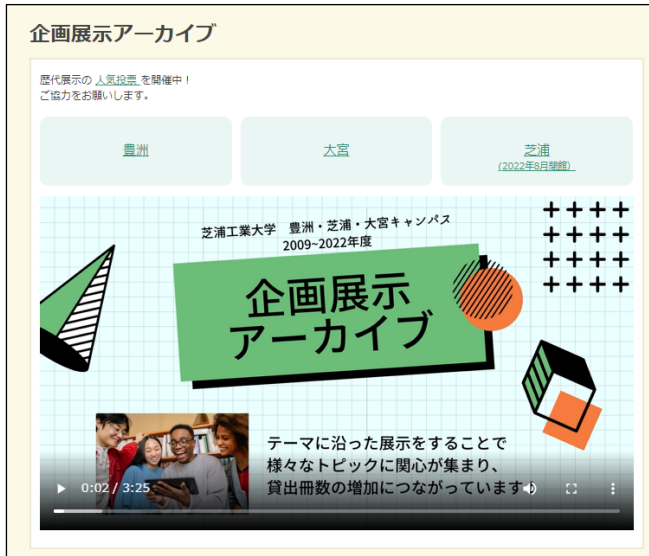 企画展示アーカイブ
歴代展示の 人気投票 を開催中！
ご協力をお願いします。
豊洲
大宮
芝浦
(2022年8月閉館)
芝浦工業大学　豊洲・芝浦・大宮キャンパス
2009~2022年度
企画展示
アーカイブ
テーマに沿った展示をすることで
様々なトピックに関心が集まり、
貸出冊数の増加につながっています
0:02 / 3:25